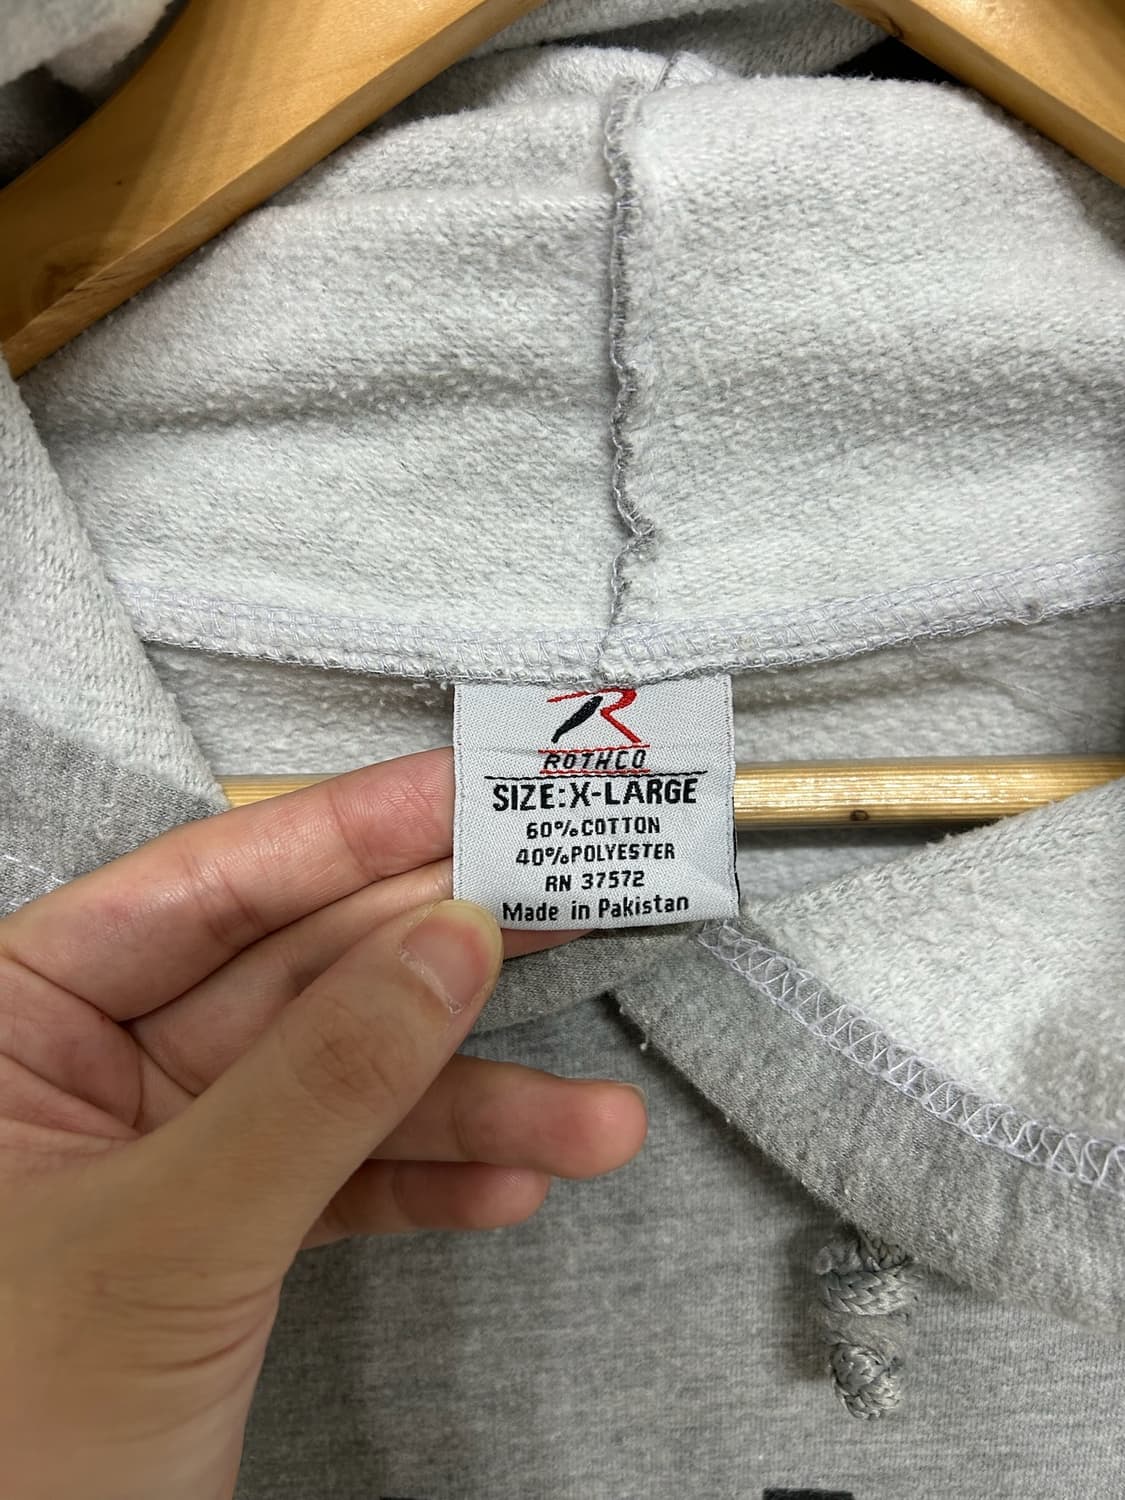 ROTHCO
SIZE:X-LARGE
60%COTTON
40%POLYESTER
RN 37572
Made in Pakistan